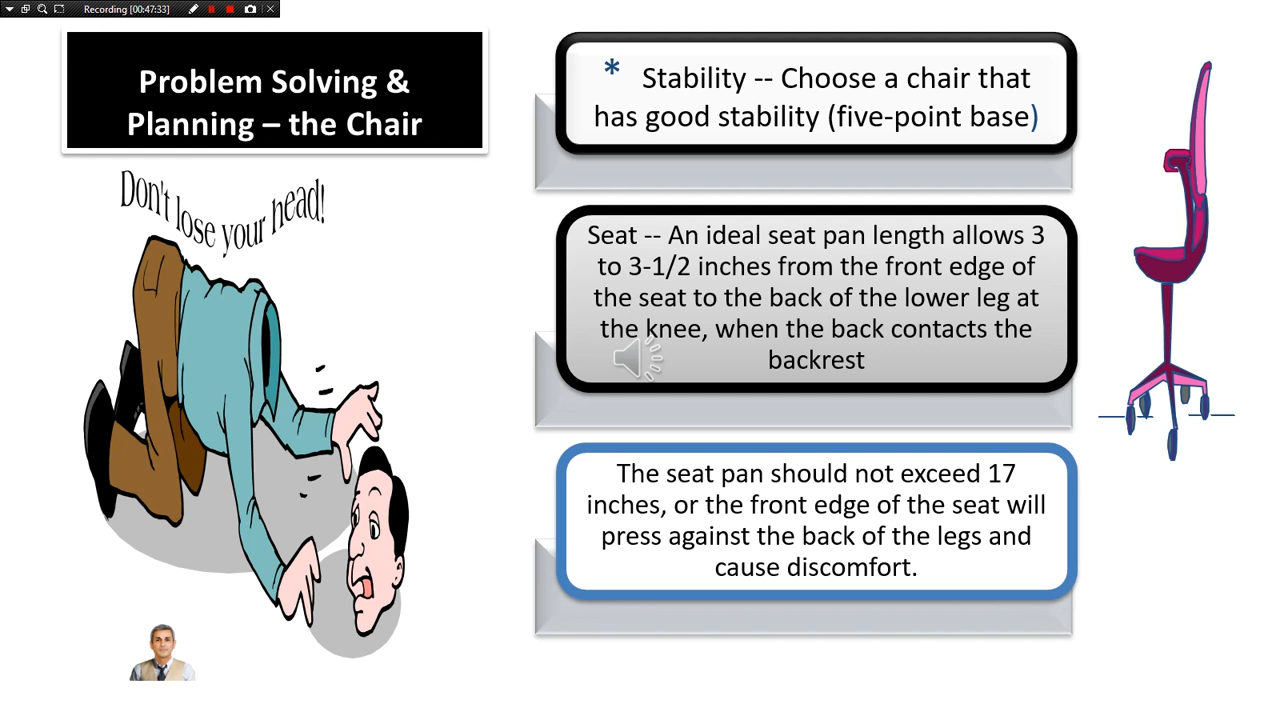 Recording [00:47:33]
Problem Solving &
Planning – the Chair
Don't lose your head!
* Stability -- Choose a chair that
has good stability (five-point base)
Seat -- An ideal seat pan length allows 3
to 3-1/2 inches from the front edge of
the seat to the back of the lower leg at
the knee, when the back contacts the
backrest
The seat pan should not exceed 17
inches, or the front edge of the seat will
press against the back of the legs and
cause discomfort.